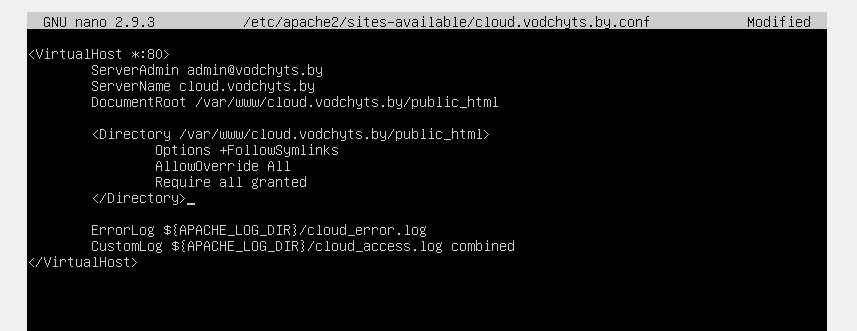 GNU nano 2.9.3 /etc/apache2/sites-available/cloud.vodchyts.by.conf Modified
<VirtualHost *:80>
ServerAdmin admin@vodchyts.by
ServerName cloud.vodchyts.by
DocumentRoot /var/www/cloud.vodchyts.by/public_html
<Directory /var/www/cloud.vodchyts.by/public_html>
Options +FollowSymlinks
AllowOverride All
Require all granted
</Directory>
ErrorLog ${APACHE_LOG_DIR}/cloud_error.log
CustomLog ${APACHE_LOG_DIR}/cloud_access.log combined
</VirtualHost>